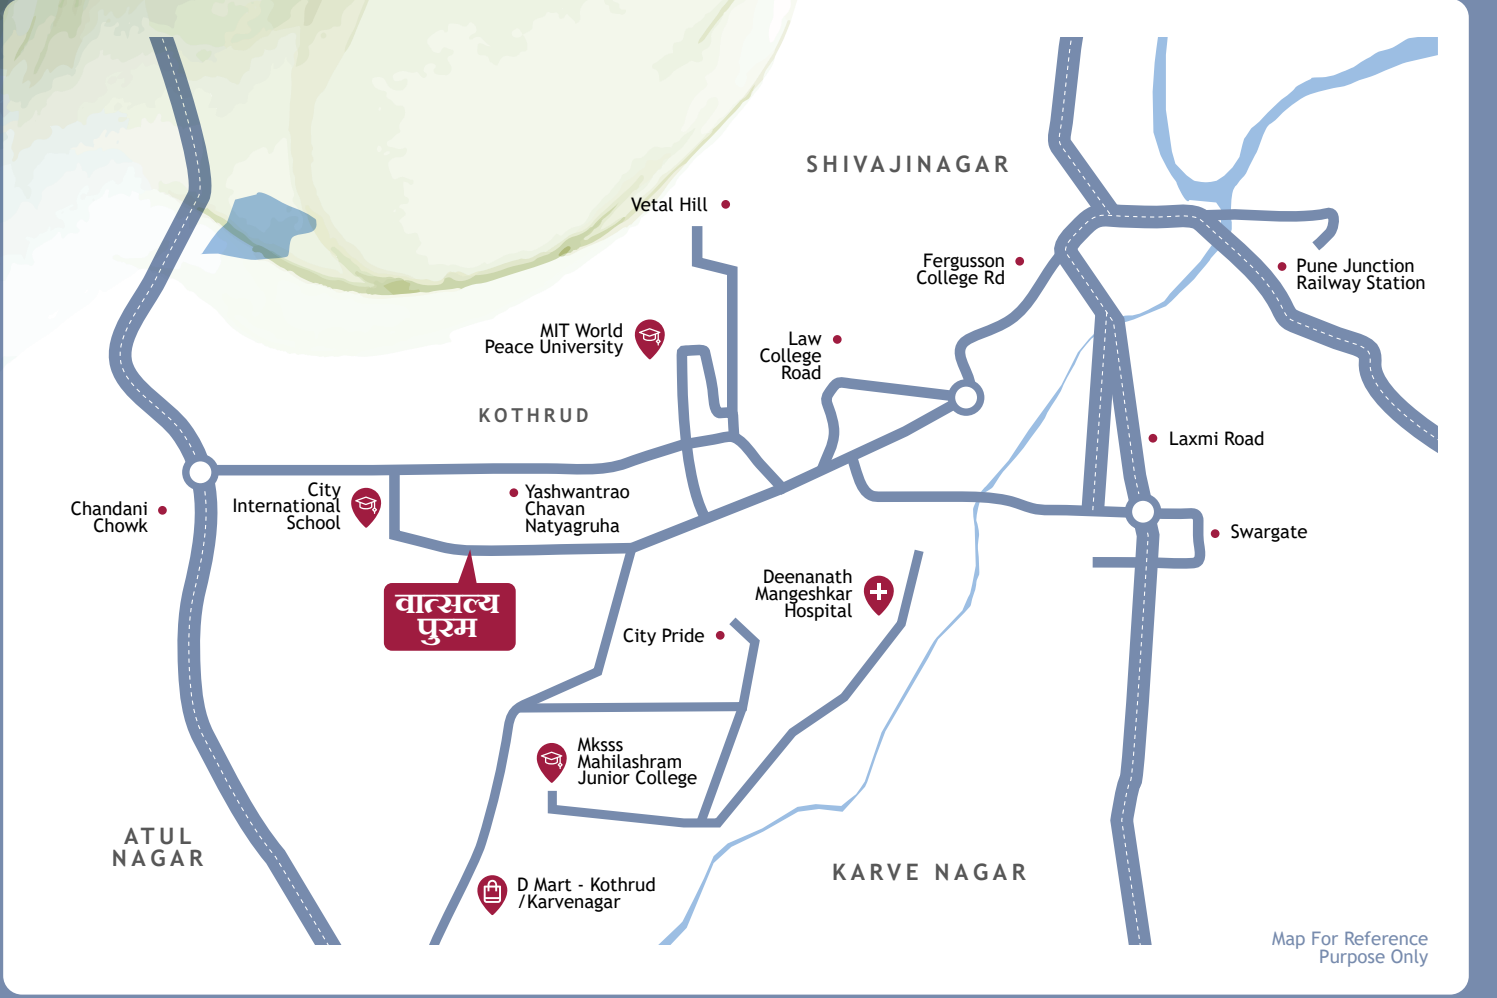 SHIVAJINAGAR
Vetal Hill
Fergusson
College Rd
Pune Junction
Railway Station
MIT World
Peace University
Law
College
Road
KOTHRUD
Laxmi Road
City
International
School
Yashwantrao
Chavan
Natyagruha
Chandani
Chowk
Swargate
वात्सल्य
पुरम
Deenanath
Mangeshkar
Hospital
City Pride
Mksss
Mahilashram
Junior College
ATUL
NAGAR
KARVE NAGAR
D Mart - Kothrud
/Karvenagar
Map For Reference
Purpose Only